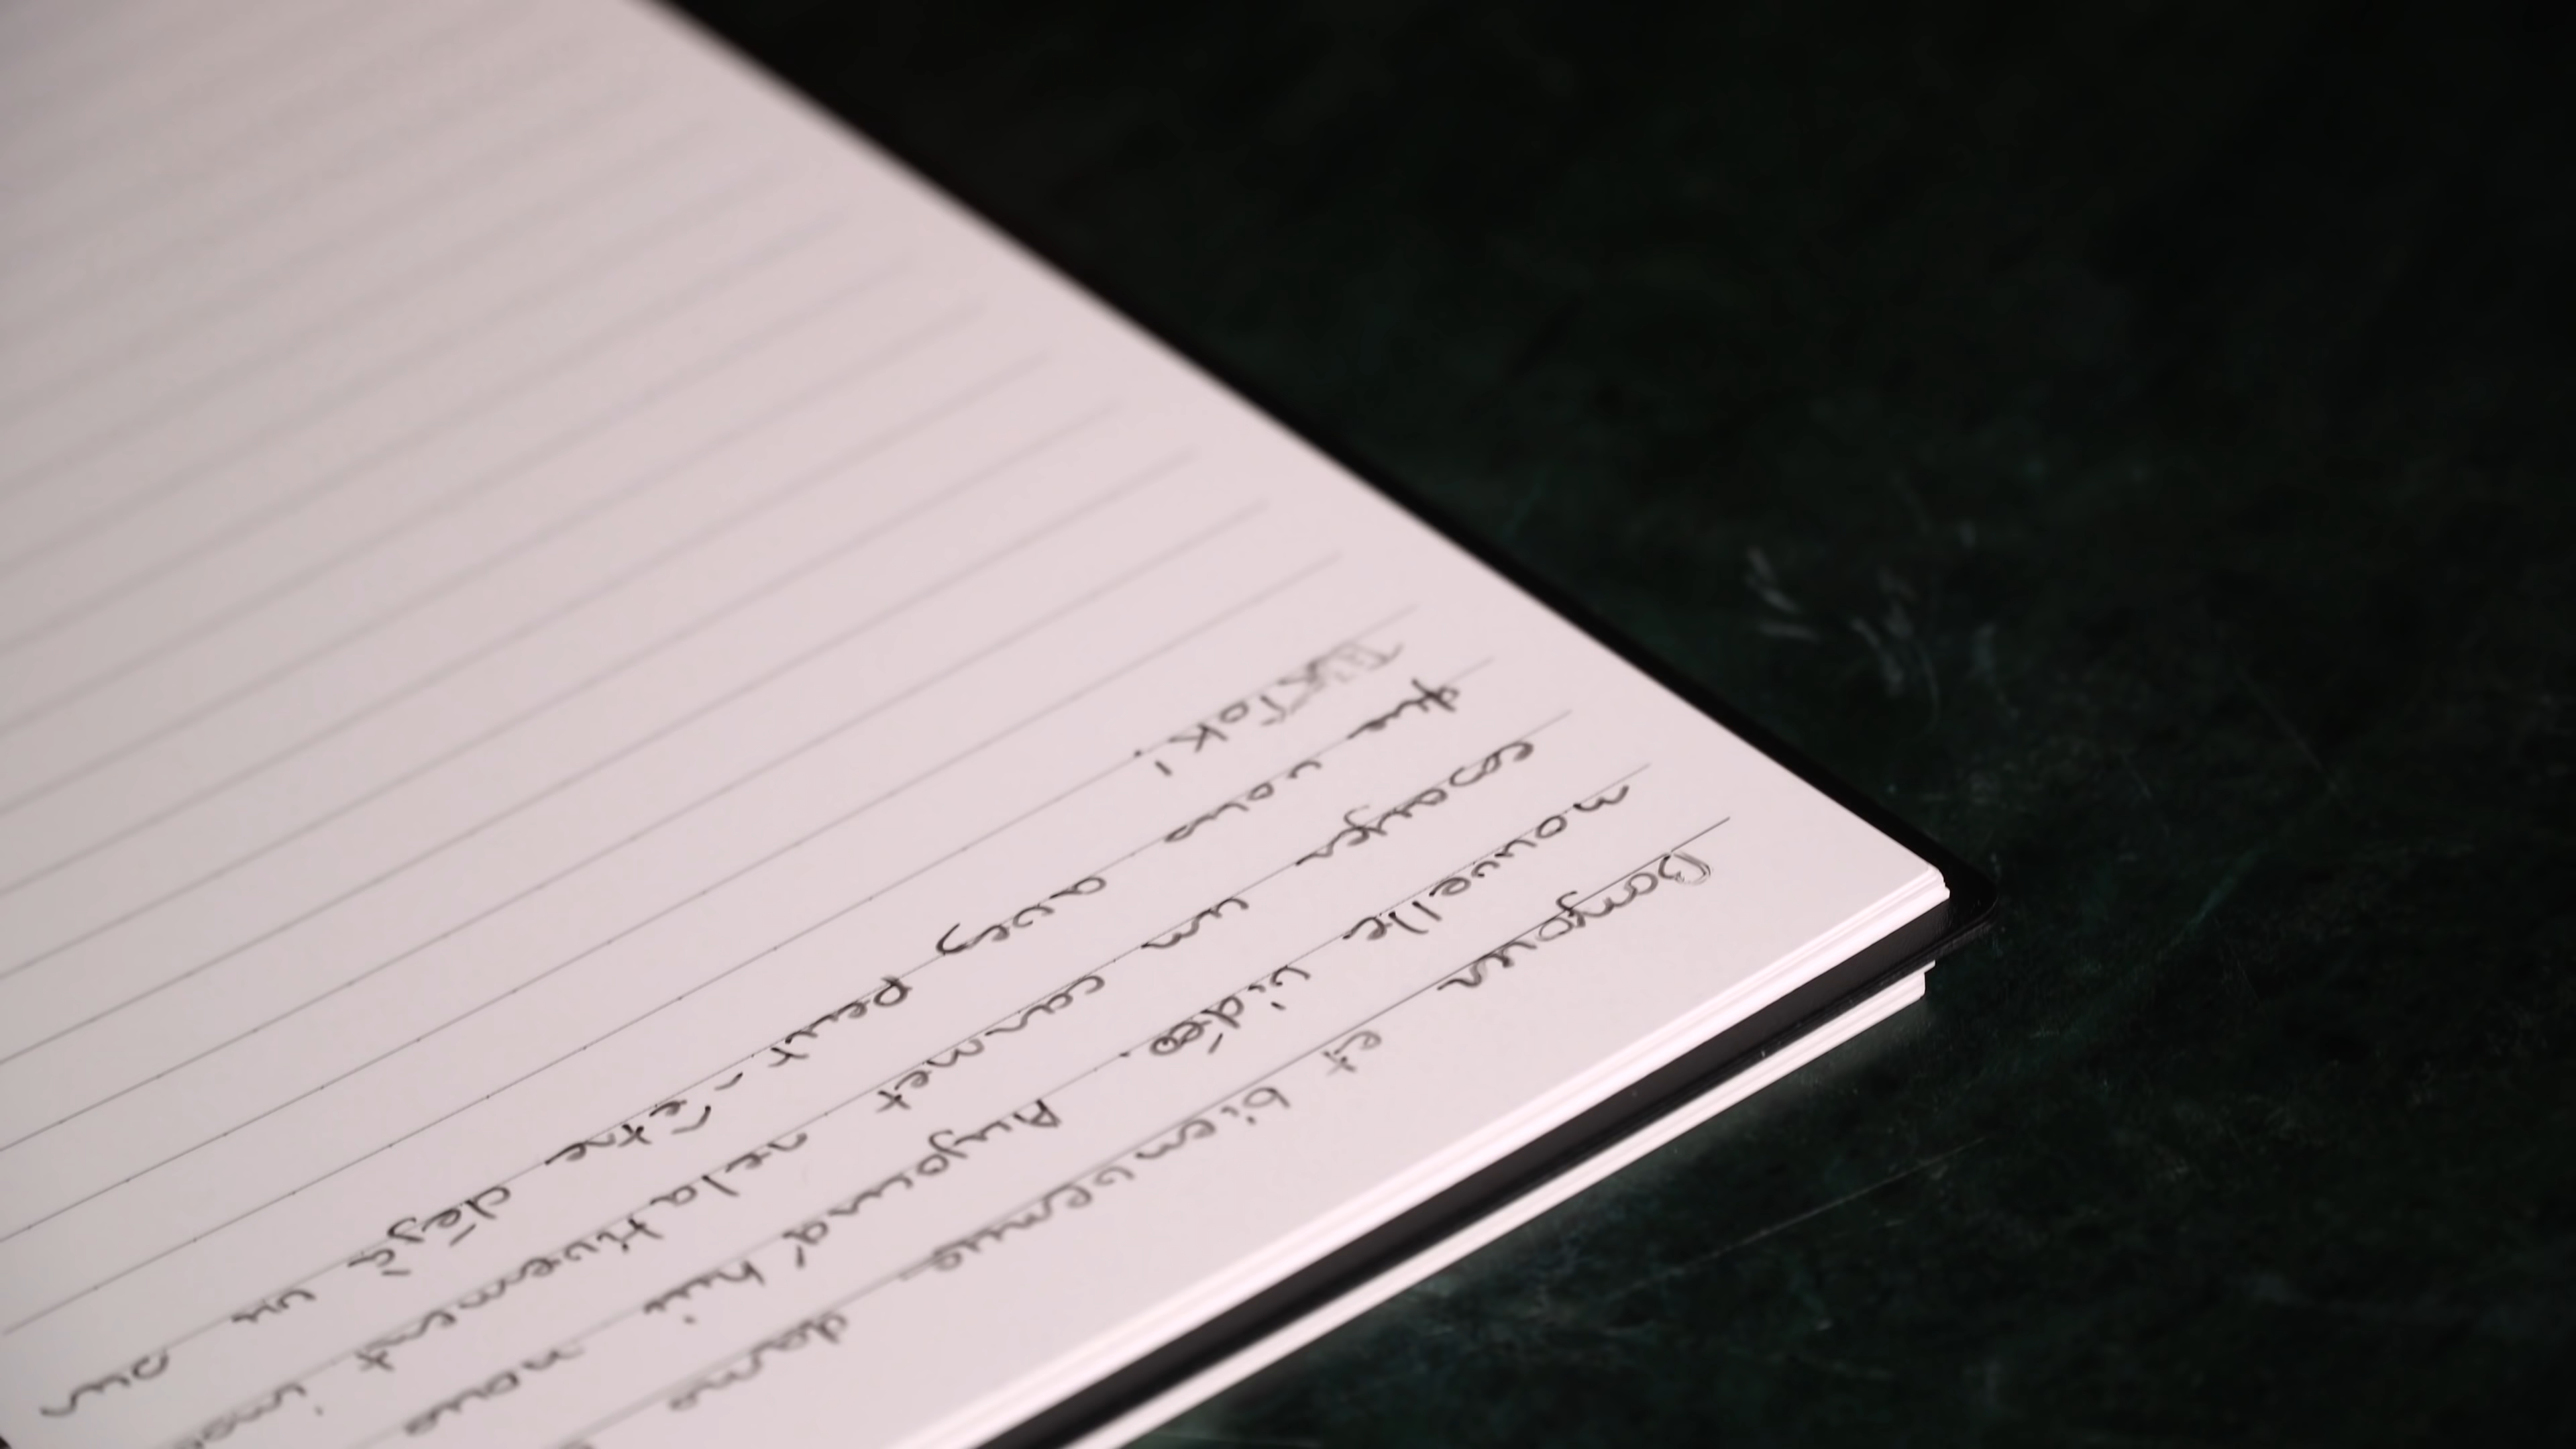 Bonjour et bienvenue dans
nouvelle vidéo. Aujourd'hui nous
essayer un carnet relativement
que vous avez peut-être déjà vu sur
TikTok!